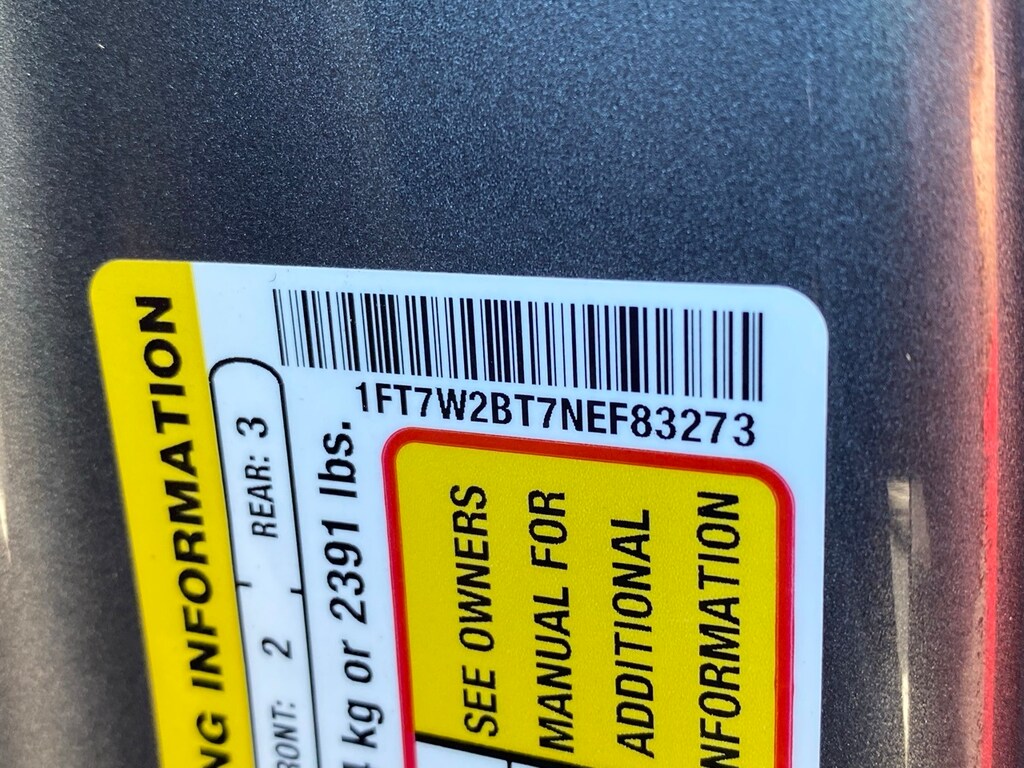 NG INFORMATION
RONT: 2 REAR: 3
kg or 2391 lbs.
1FT7W2BT7NEF83273
SEE OWNERS
MANUAL FOR
ADDITIONAL
NFORMATION